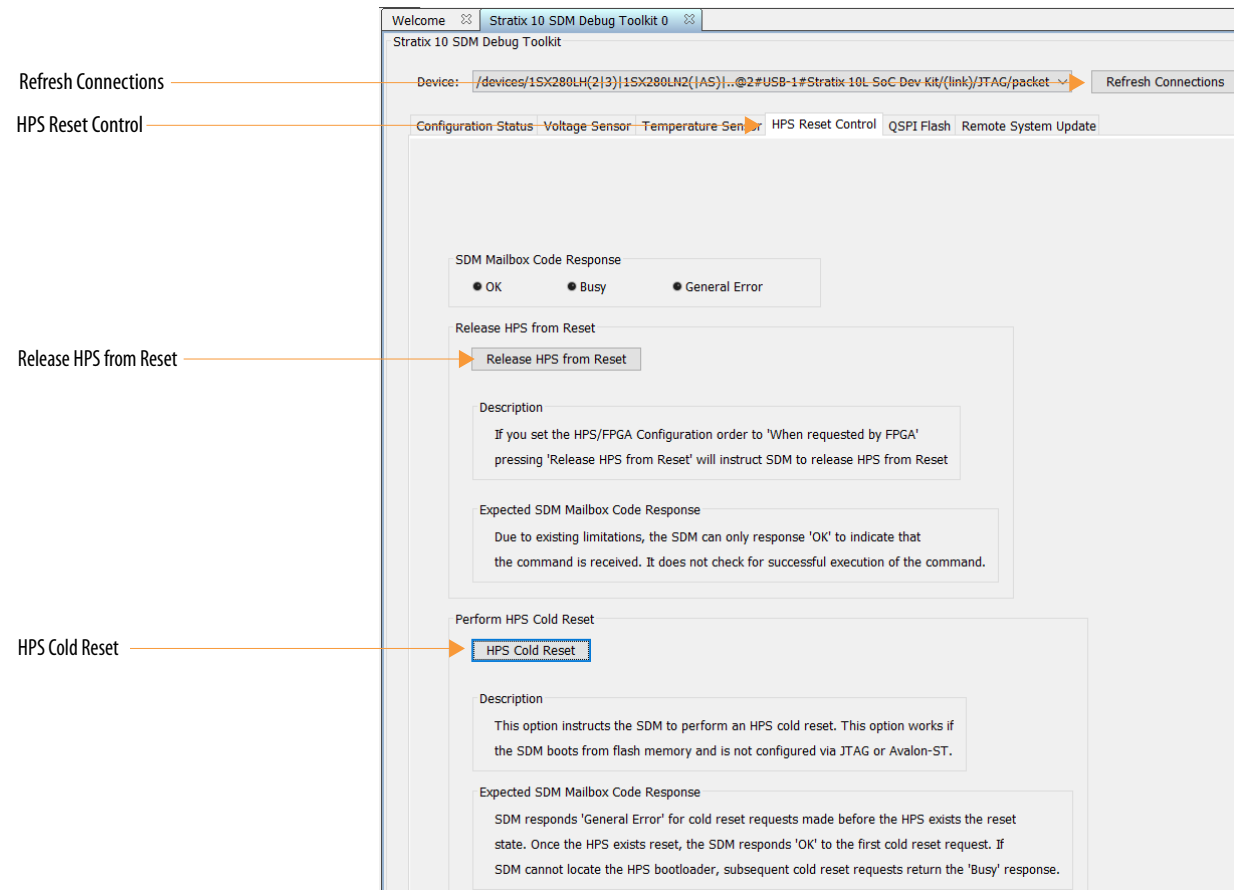 Welcome
Stratix 10 SDM Debug Toolkit 0
Stratix 10 SDM Debug Toolkit
Refresh Connections
Device: /devices/1SX280LH(2|3)|1SX280LN2(|AS)|..@2#USB-1#Stratix 10L SoC Dev Kit/(link)/JTAG/packet Refresh Connections
HPS Reset Control
Configuration Status Voltage Sensor Temperature Sensor HPS Reset Control QSPI Flash Remote System Update
SDM Mailbox Code Response
OK Busy General Error
Release HPS from Reset
Release HPS from Reset
Release HPS from Reset
Description
If you set the HPS/FPGA Configuration order to 'When requested by FPGA'
pressing 'Release HPS from Reset' will instruct SDM to release HPS from Reset
Expected SDM Mailbox Code Response
Due to existing limitations, the SDM can only response 'OK' to indicate that
the command is received. It does not check for successful execution of the command.
Perform HPS Cold Reset
HPS Cold Reset
HPS Cold Reset
Description
This option instructs the SDM to perform an HPS cold reset. This option works if
the SDM boots from flash memory and is not configured via JTAG or Avalon-ST.
Expected SDM Mailbox Code Response
SDM responds 'General Error' for cold reset requests made before the HPS exists the reset
state. Once the HPS exists reset, the SDM responds 'OK' to the first cold reset request. If
SDM cannot locate the HPS bootloader, subsequent cold reset requests return the 'Busy' response.